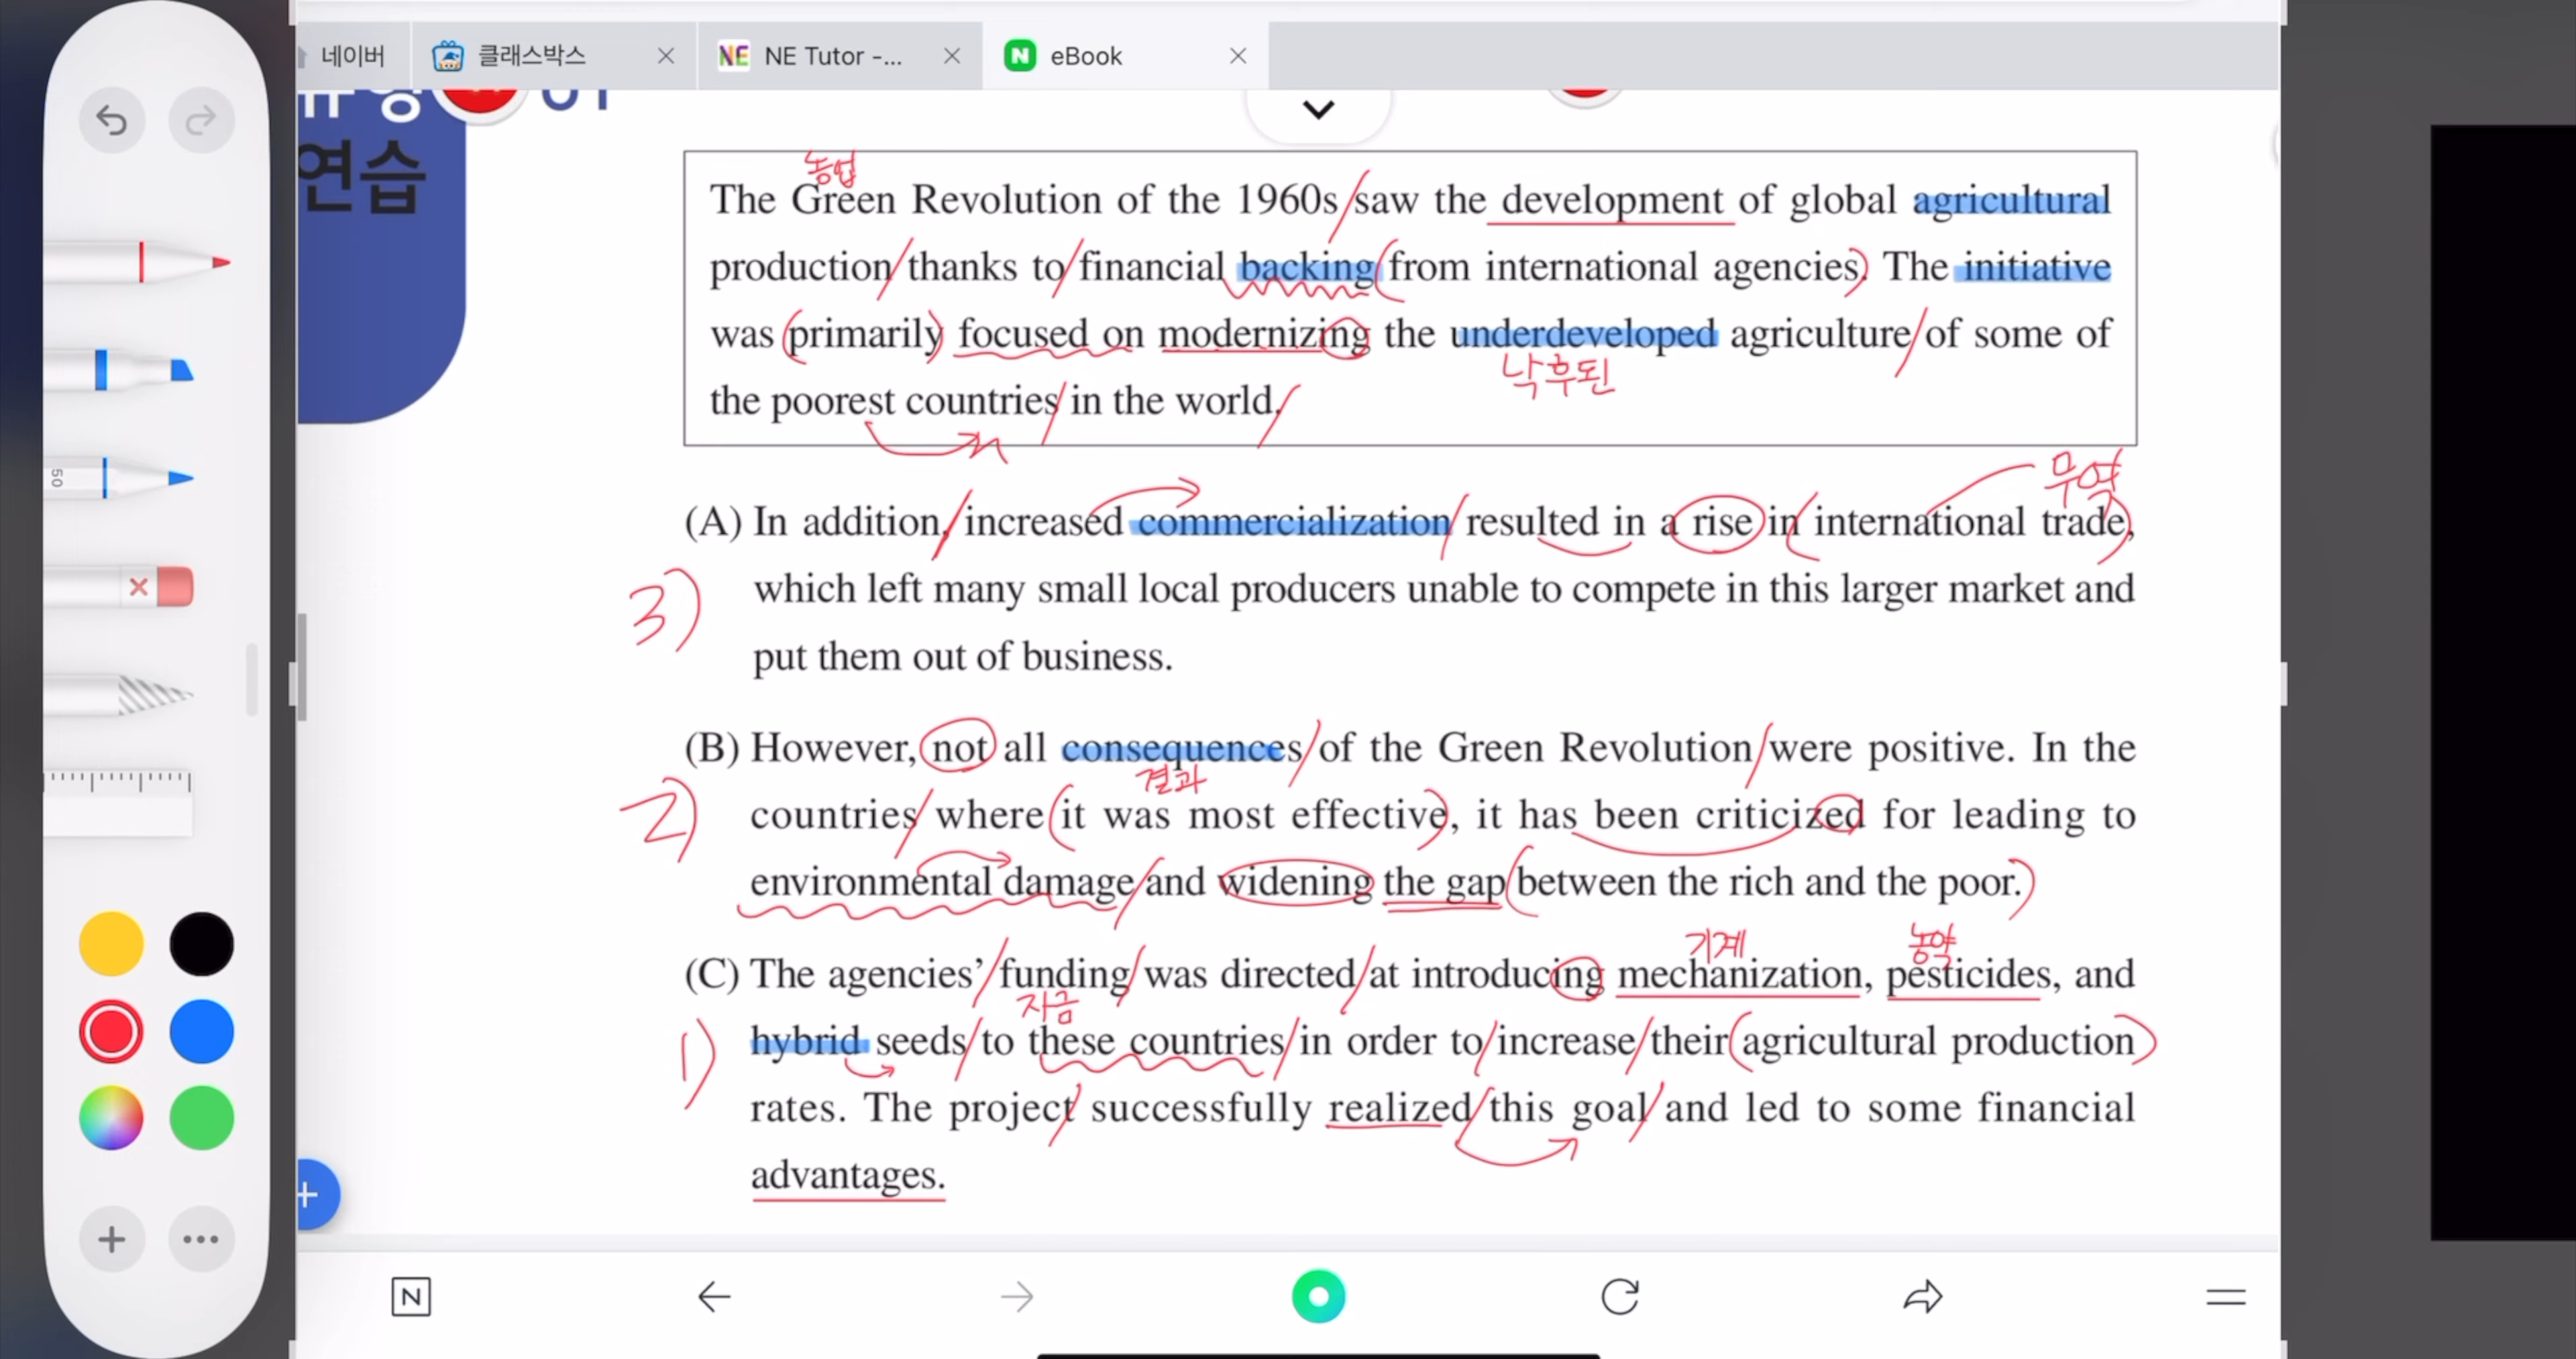 네이버
클래스박스
NE Tutor -...
eBook
연습
농업
The Green Revolution of the 1960s saw the development of global agricultural
production thanks to financial backing from international agencies. The initiative
was primarily focused on modernizing the underdeveloped agriculture of some of
낙후된
the poorest countries in the world.
무역
(A) In addition, increased commercialization resulted in a rise in international trade,
3)
which left many small local producers unable to compete in this larger market and
put them out of business.
(B) However, not all consequences of the Green Revolution were positive. In the
결과
2)
countries where it was most effective, it has been criticized for leading to
environmental damage and widening the gap between the rich and the poor.
기계
농약
(C) The agencies' funding was directed at introducing mechanization, pesticides, and
자금
1)
hybrid seeds to these countries in order to increase their agricultural production
rates. The project successfully realized this goal and led to some financial
advantages.
50
N